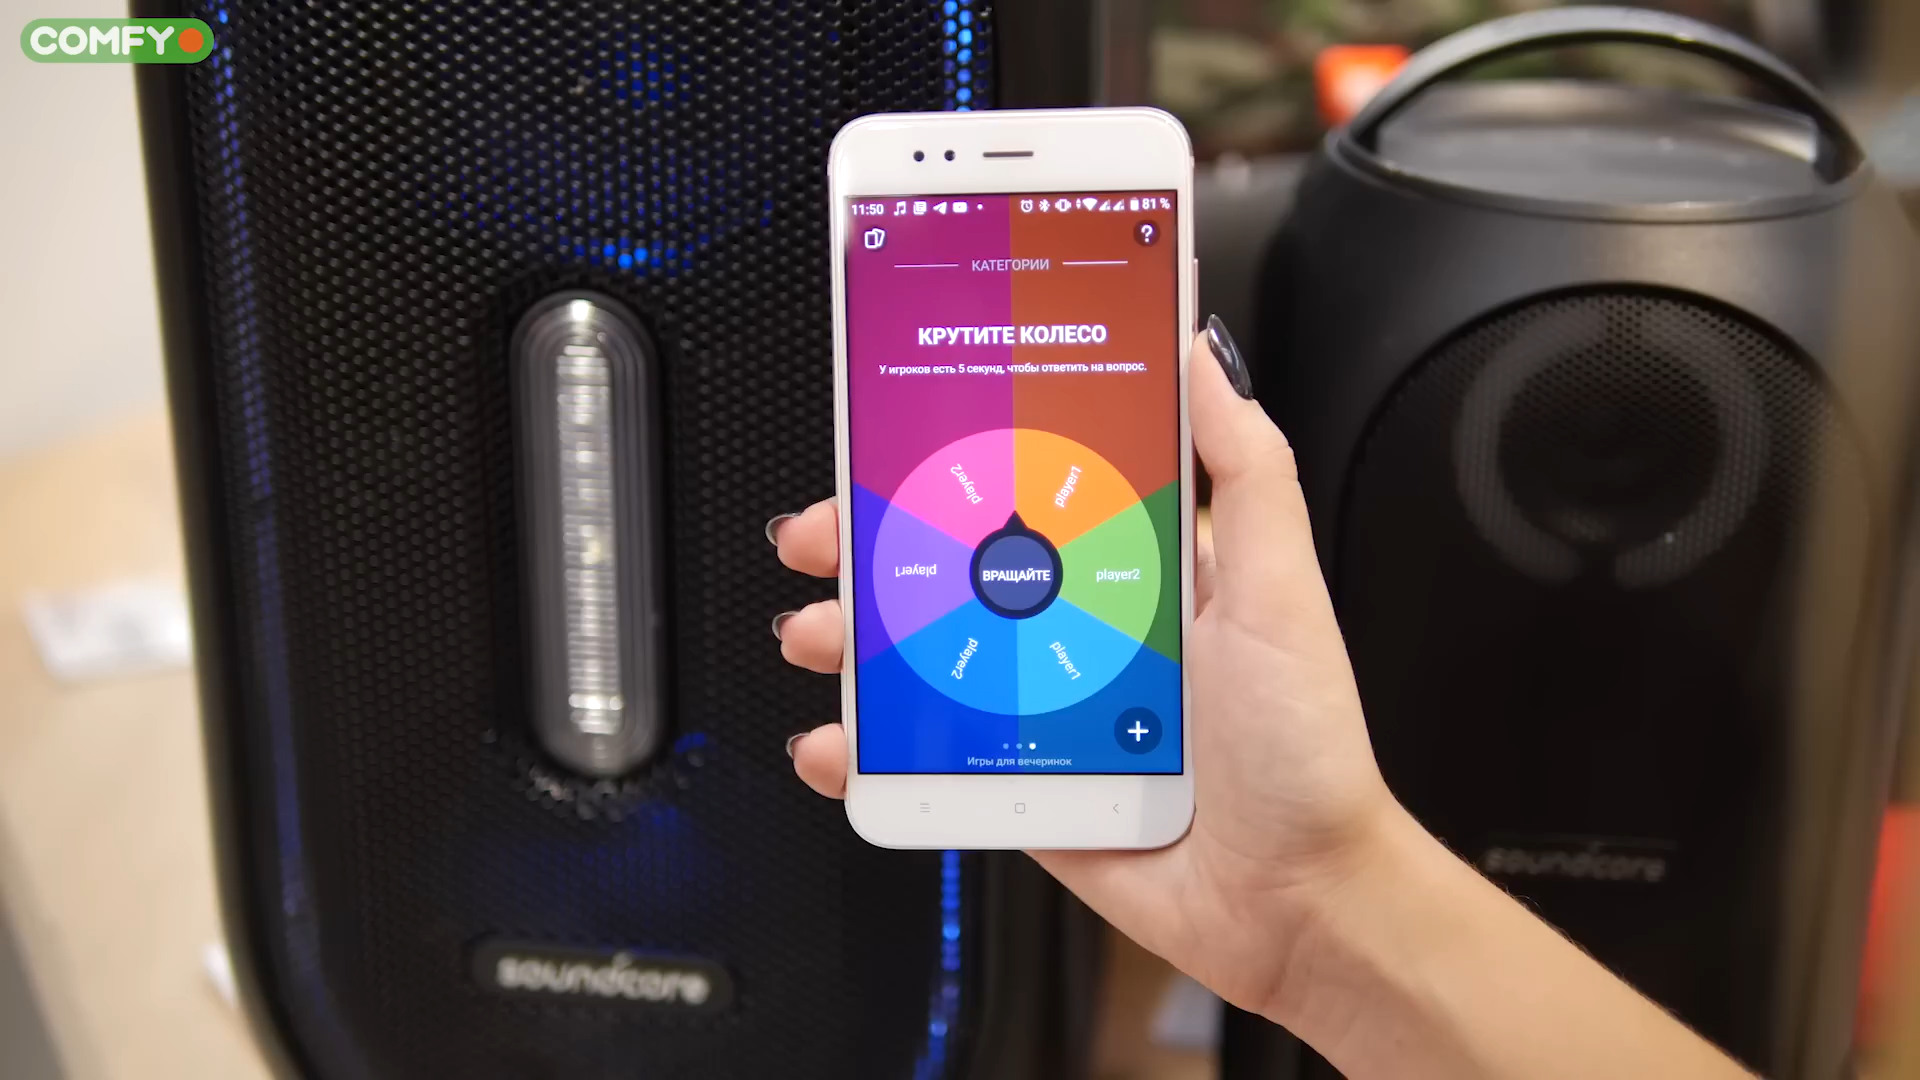 COMFY
11:50
81 %
?
КАТЕГОРИИ
КРУТИТЕ КОЛЕСО
У игроков есть 5 секунд, чтобы ответить на вопрос.
player2
player1
player1
ВРАЩАЙТЕ
player2
player2
player1
+
Игры для вечеринок
soundcore
soundcore